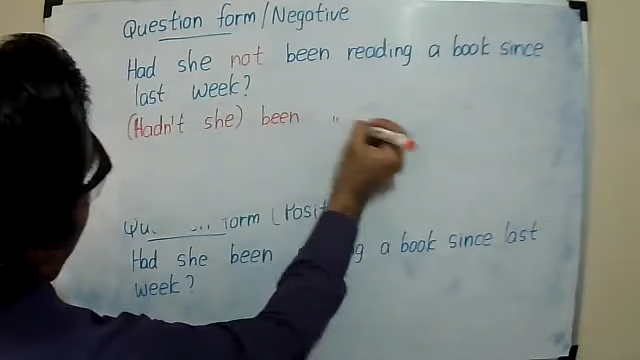 Question form/Negative
Had she not been reading a book since
last week?
(Hadn't she) been "
form (Posit
Had she been a book since last
week?